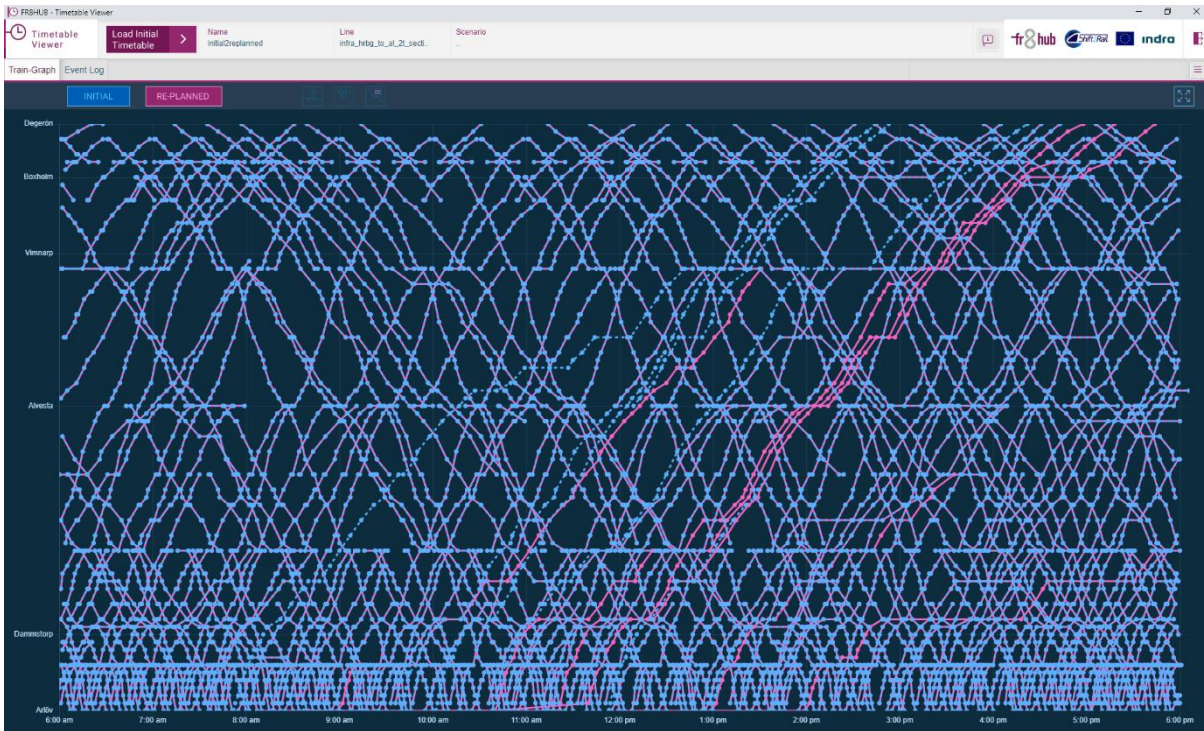 FR8HUB - Timetable Viewer
Timetable Viewer
Load Initial Timetable
Name
initial2replanned
Line
infra_hrbg_to_al_2t_secti..
Scenario
...
fr8hub
Shift2Rail
indra
Train-Graph
Event Log
INITIAL
RE-PLANNED
Degerön
Boxholm
Vimnarp
Alvesta
Dammstorp
Arlöv
6:00 am
7:00 am
8:00 am
9:00 am
10:00 am
11:00 am
12:00 pm
1:00 pm
2:00 pm
3:00 pm
4:00 pm
5:00 pm
6:00 pm